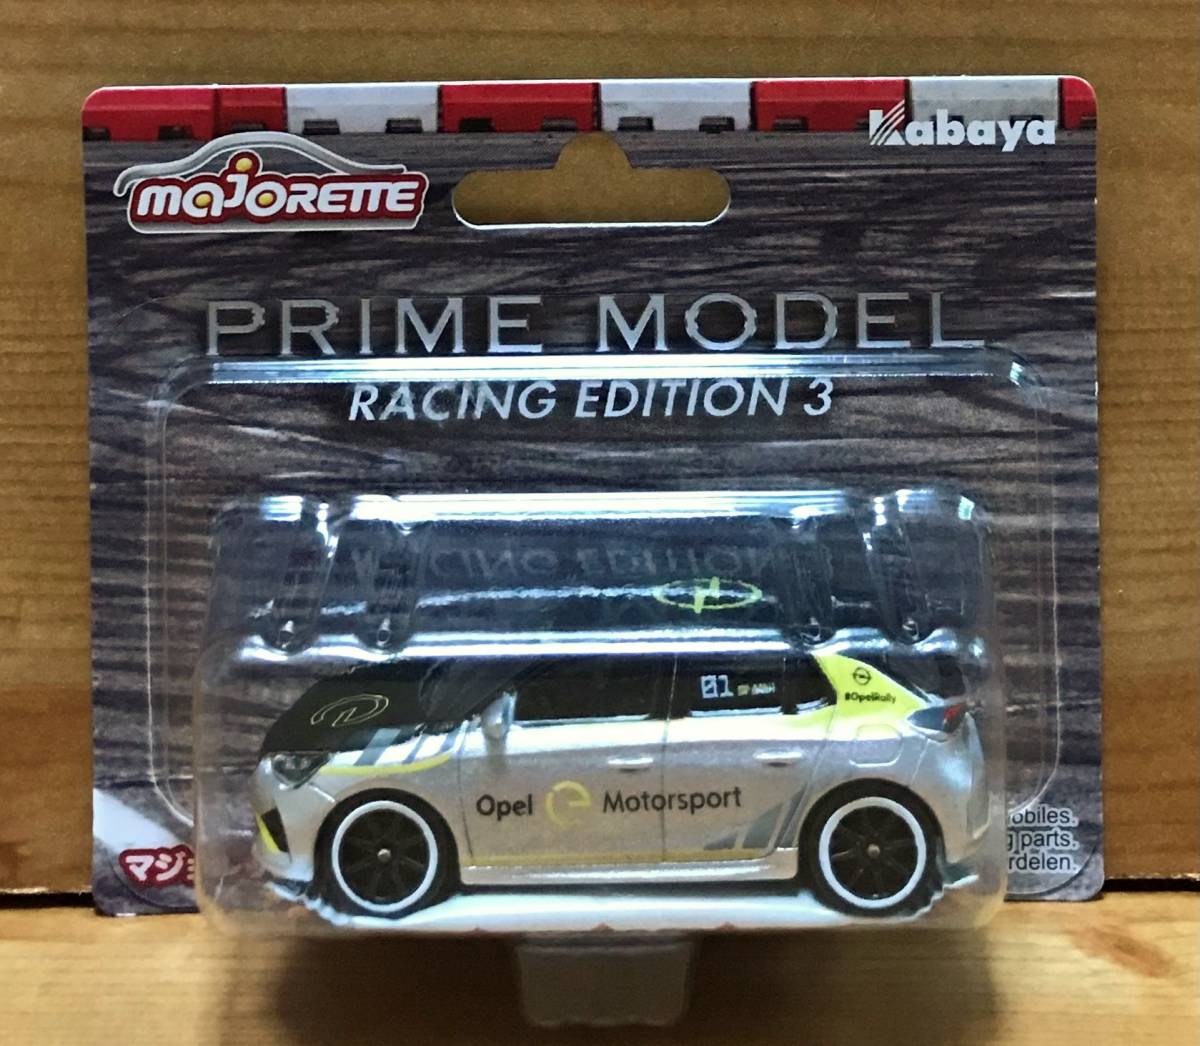 Kabaya
majorette
PRIME MODEL
RACING EDITION 3
01
#OpelRally
Opel e Motorsport
obiles.
g parts.
rdelen.
マジ